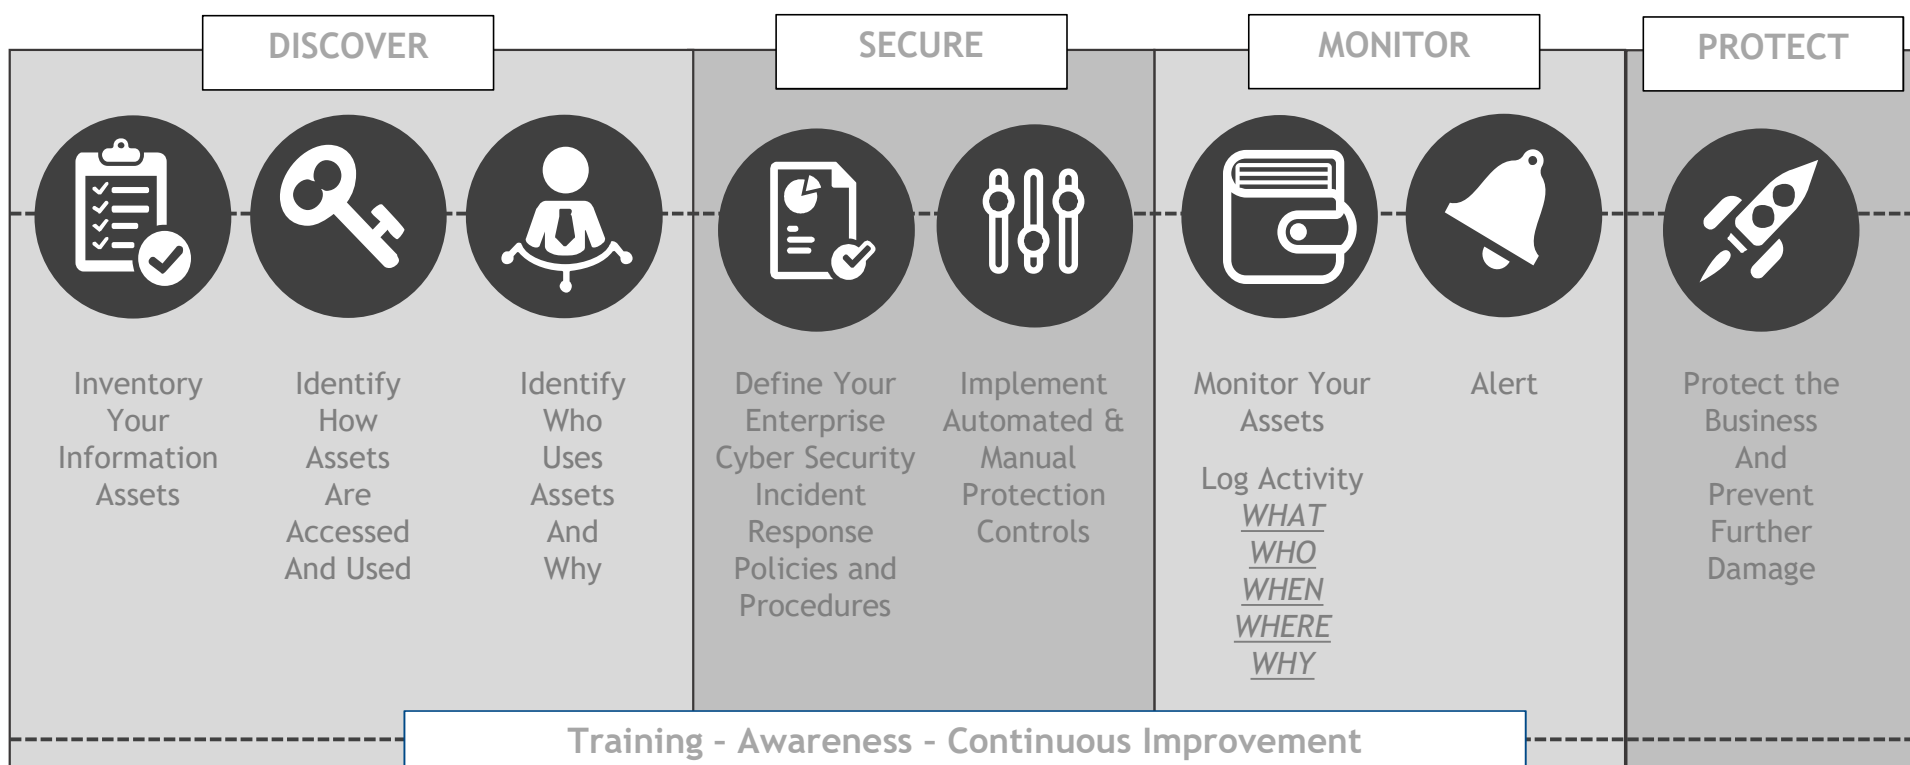 DISCOVER
SECURE
MONITOR
PROTECT
Inventory
Your
Information
Assets
Identify
How
Assets
Are
Accessed
And Used
Identify
Who
Uses
Assets
And
Why
Define Your
Enterprise
Cyber Security
Incident
Response
Policies and
Procedures
Implement
Automated &
Manual
Protection
Controls
Monitor Your
Assets
Log Activity
WHAT
WHO
WHEN
WHERE
WHY
Alert
Protect the
Business
And
Prevent
Further
Damage
Training – Awareness – Continuous Improvement